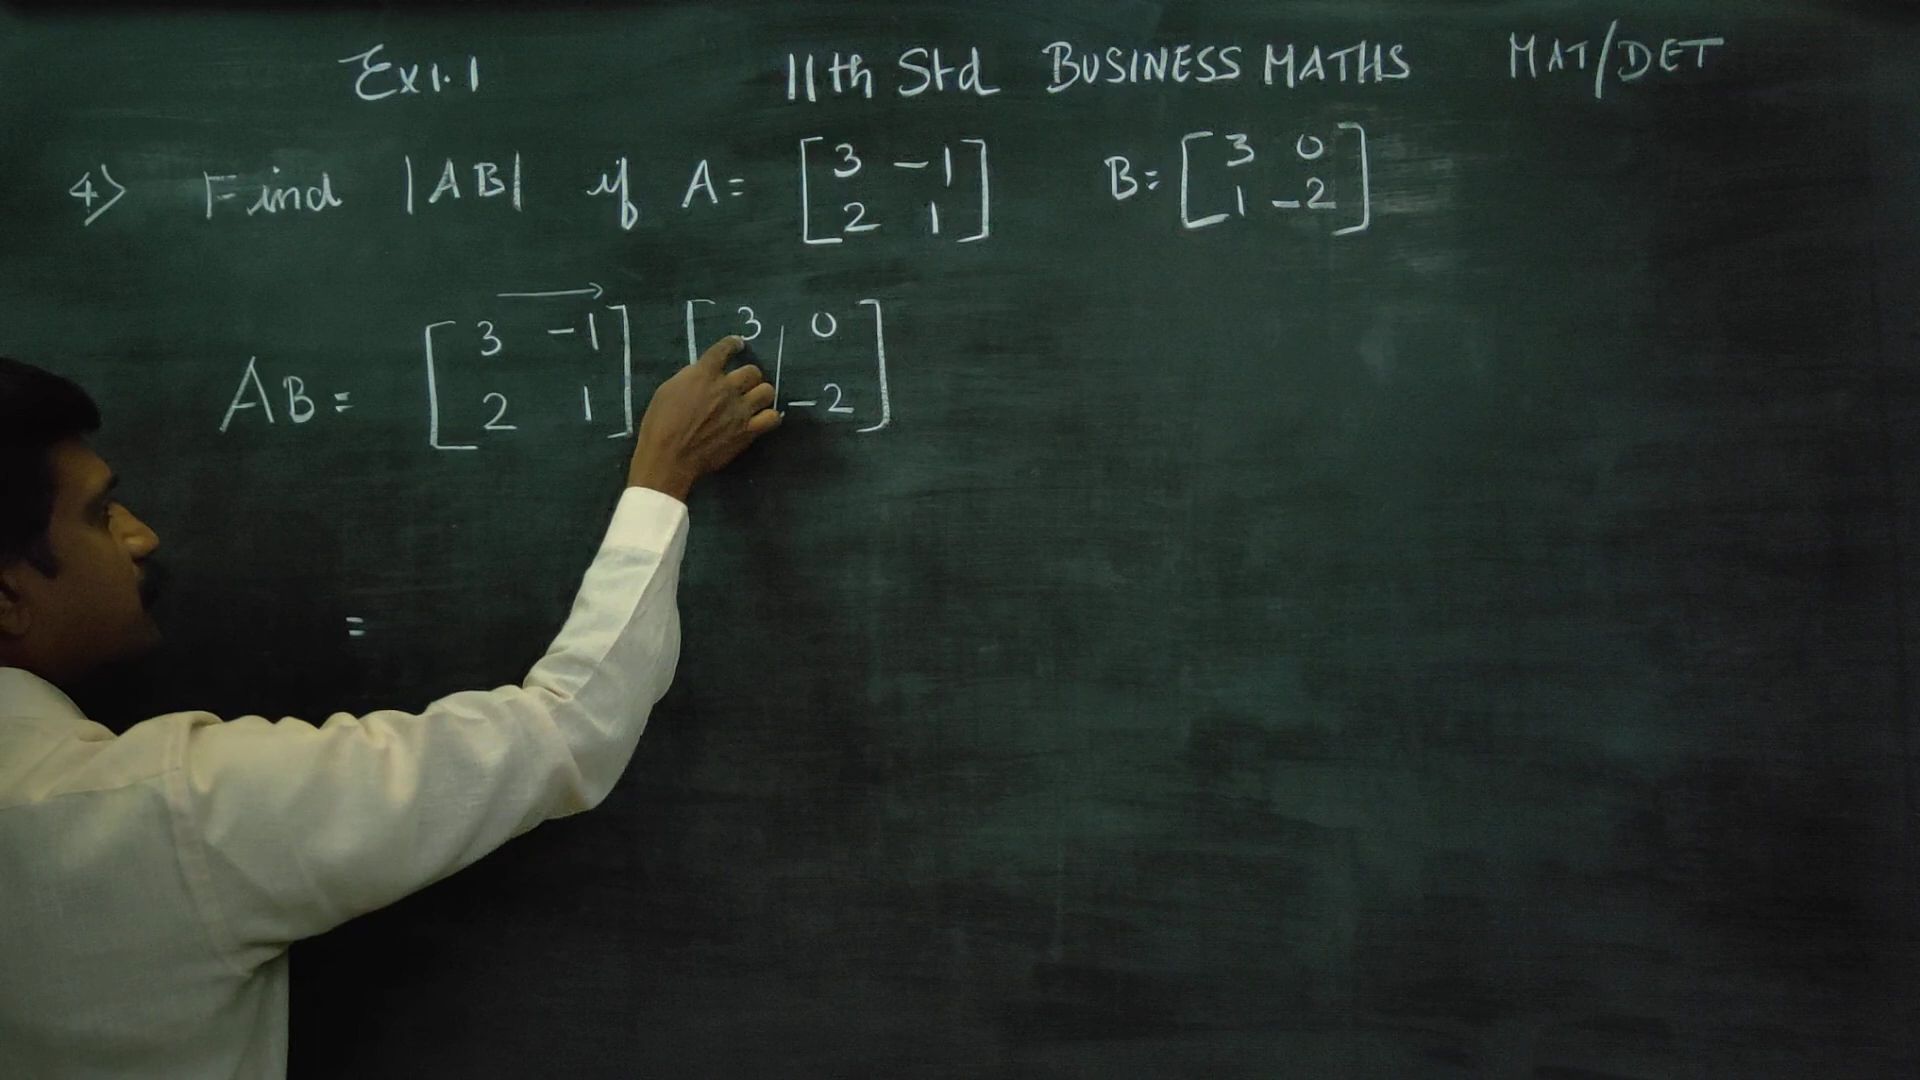 Ex 1.1 11th Std BUSINESS MATHS MAT/DET
4) Find |AB| if A= [3 -1] B= [3 0]
[2 1] [1 -2]
AB = [3 -1] [3 0]
[2 1] [-2]
=